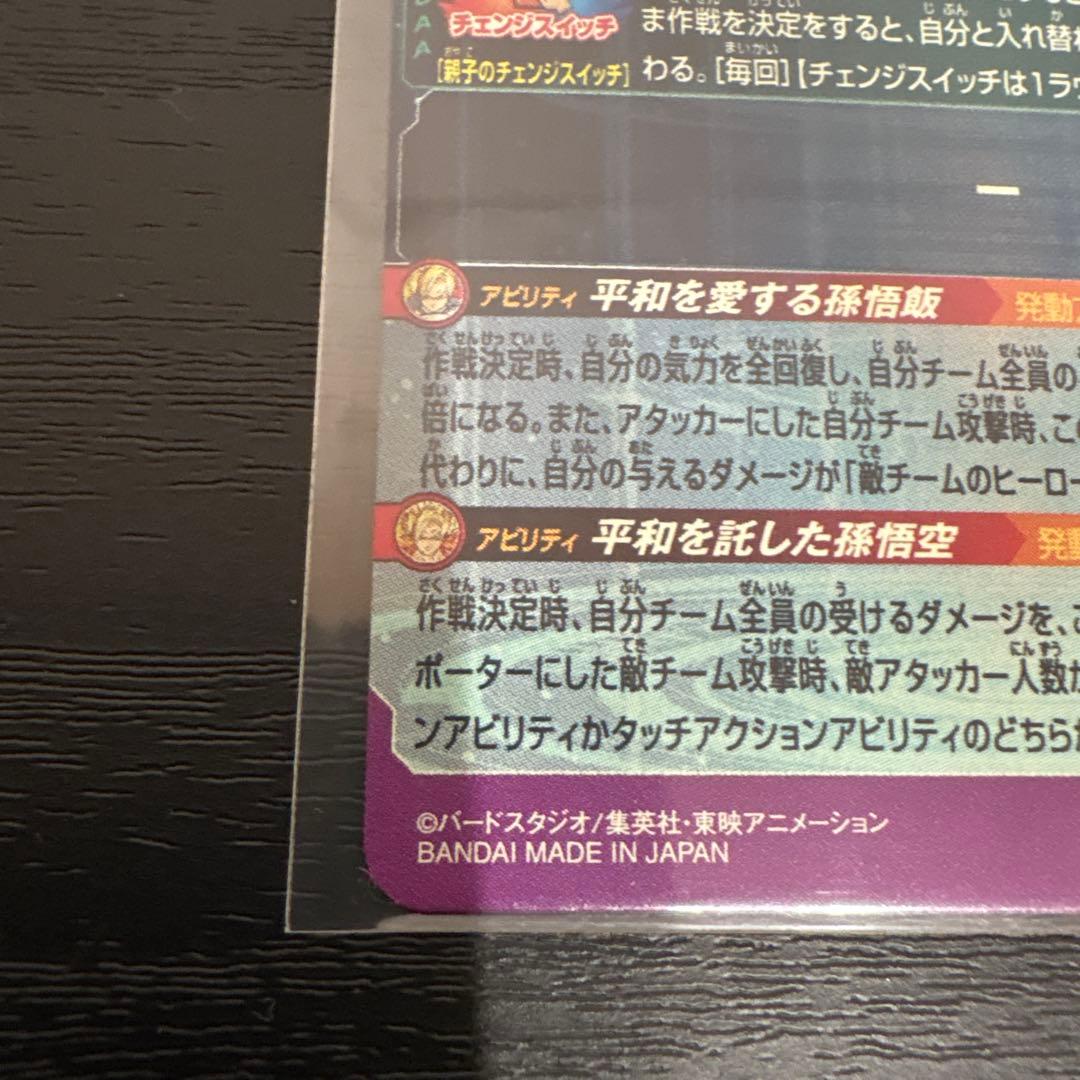 チェンジスイッチ
[親子のチェンジスイッチ]
ま作戦を決定をすると、自分と入れ替わ
わる。[毎回]【チェンジスイッチは1ラウ
アビリティ 平和を愛する孫悟飯 発動
作戦決定時、自分の気力を全回復し、自分チーム全員の
倍になる。また、アタッカーにした自分チーム攻撃時、この
代わりに、自分の与えるダメージが「敵チームのヒーロー
アビリティ 平和を託した孫悟空 発動
作戦決定時、自分チーム全員の受けるダメージを、
ポーターにした敵チーム攻撃時、敵アタッカー人数が
ンアビリティかタッチアクションアビリティのどちらか
©バードスタジオ/集英社・東映アニメーション
BANDAI MADE IN JAPAN